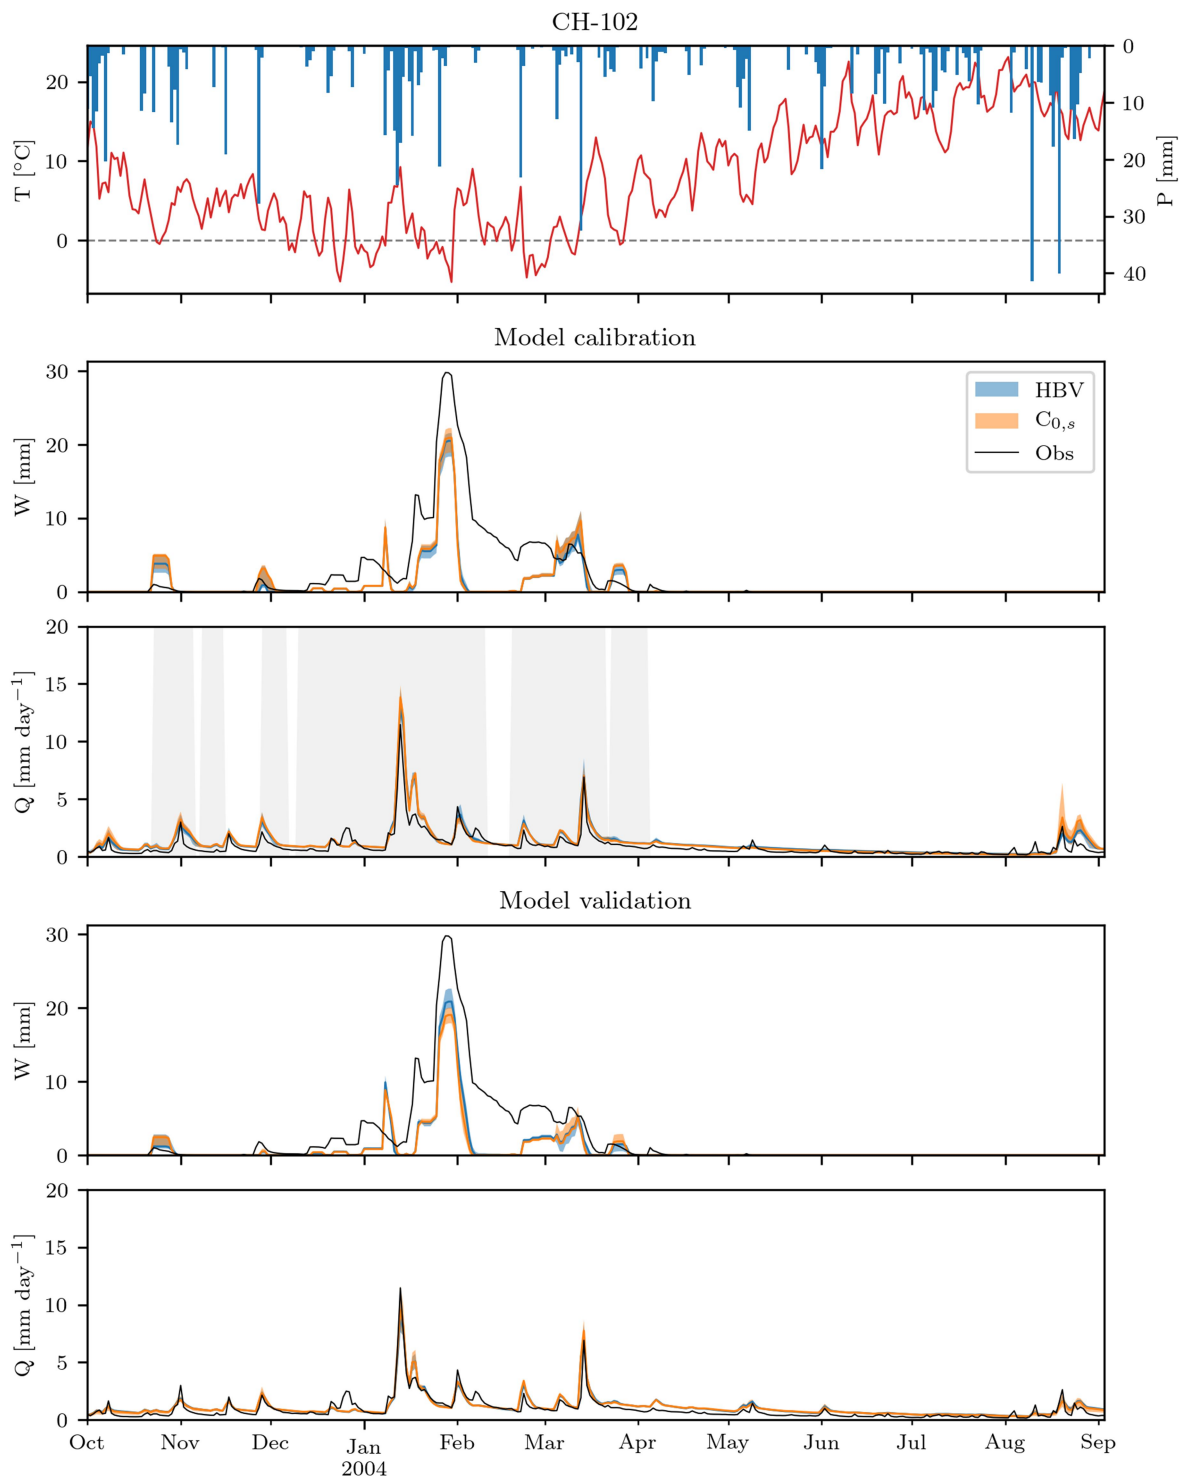 CH-102
20
10
0
T [°C]
0
10
20
30
40
P [mm]
Model calibration
30
20
10
0
W [mm]
HBV
C0,s
Obs
20
15
10
5
0
Q [mm day−1]
Model validation
30
20
10
0
W [mm]
20
15
10
5
0
Q [mm day−1]
Oct Nov Dec Jan Feb Mar Apr May Jun Jul Aug Sep
2004